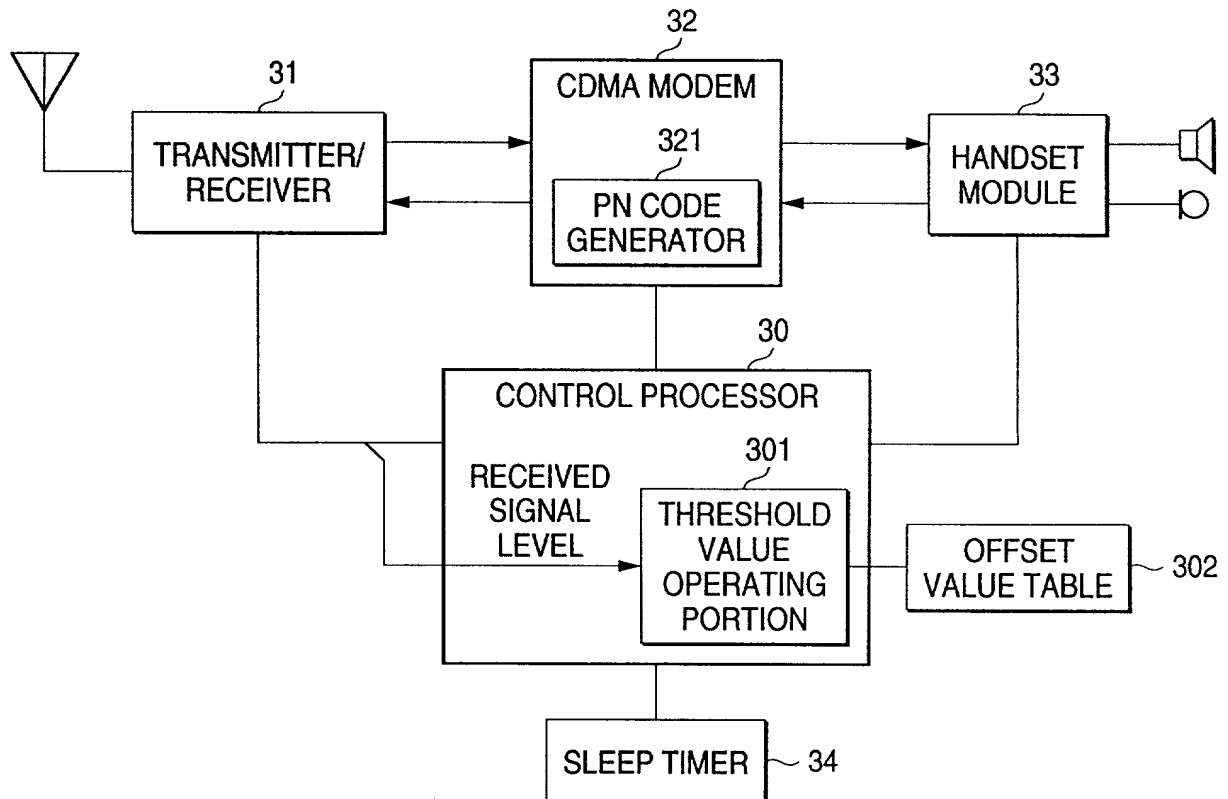 31
TRANSMITTER/
RECEIVER
32
CDMA MODEM
321
PN CODE
GENERATOR
33
HANDSET
MODULE
30
CONTROL PROCESSOR
RECEIVED
SIGNAL
LEVEL
301
THRESHOLD
VALUE
OPERATING
PORTION
OFFSET
VALUE TABLE
302
SLEEP TIMER
34